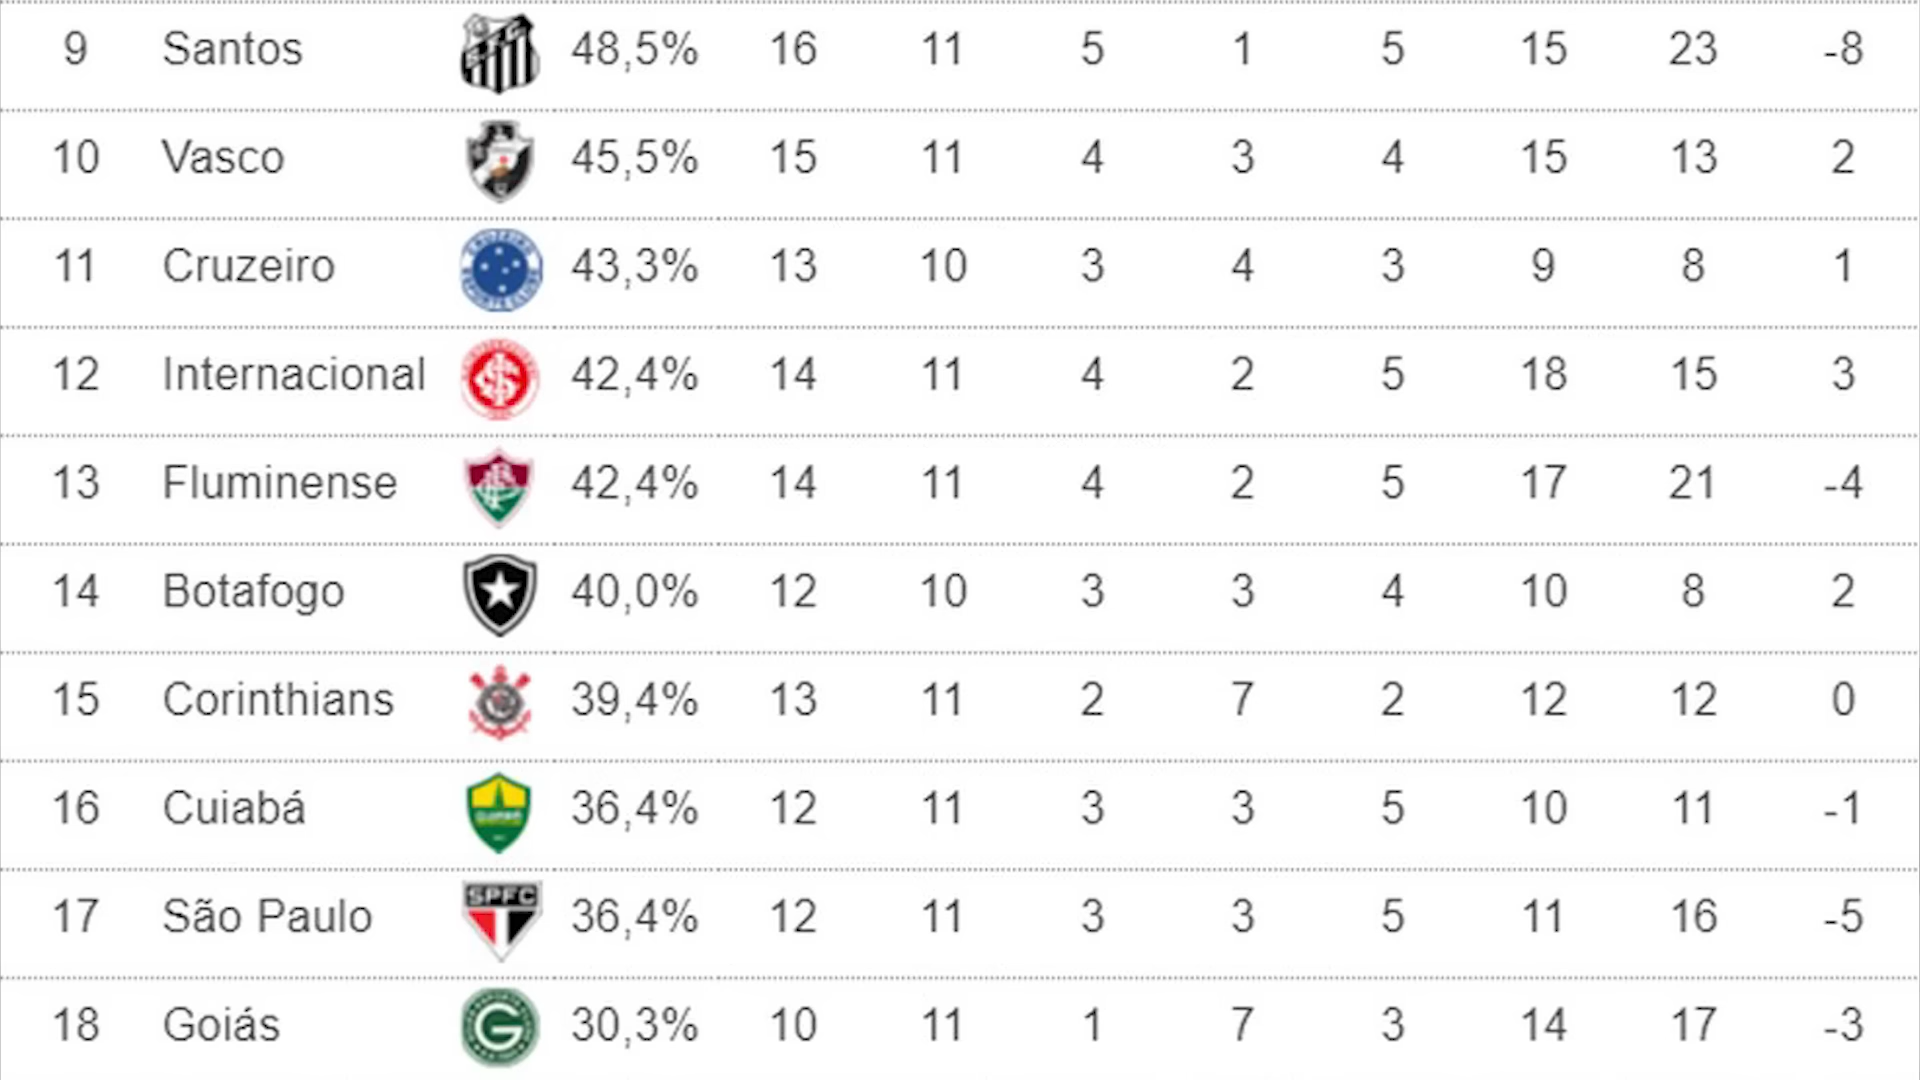 9 Santos 48,5% 16 11 5 1 5 15 23 -8
10 Vasco 45,5% 15 11 4 3 4 15 13 2
11 Cruzeiro 43,3% 13 10 3 4 3 9 8 1
12 Internacional 42,4% 14 11 4 2 5 18 15 3
13 Fluminense 42,4% 14 11 4 2 5 17 21 -4
14 Botafogo 40,0% 12 10 3 3 4 10 8 2
15 Corinthians 39,4% 13 11 2 7 2 12 12 0
16 Cuiabá 36,4% 12 11 3 3 5 10 11 -1
17 São Paulo SPFC 36,4% 12 11 3 3 5 11 16 -5
18 Goiás G 30,3% 10 11 1 7 3 14 17 -3